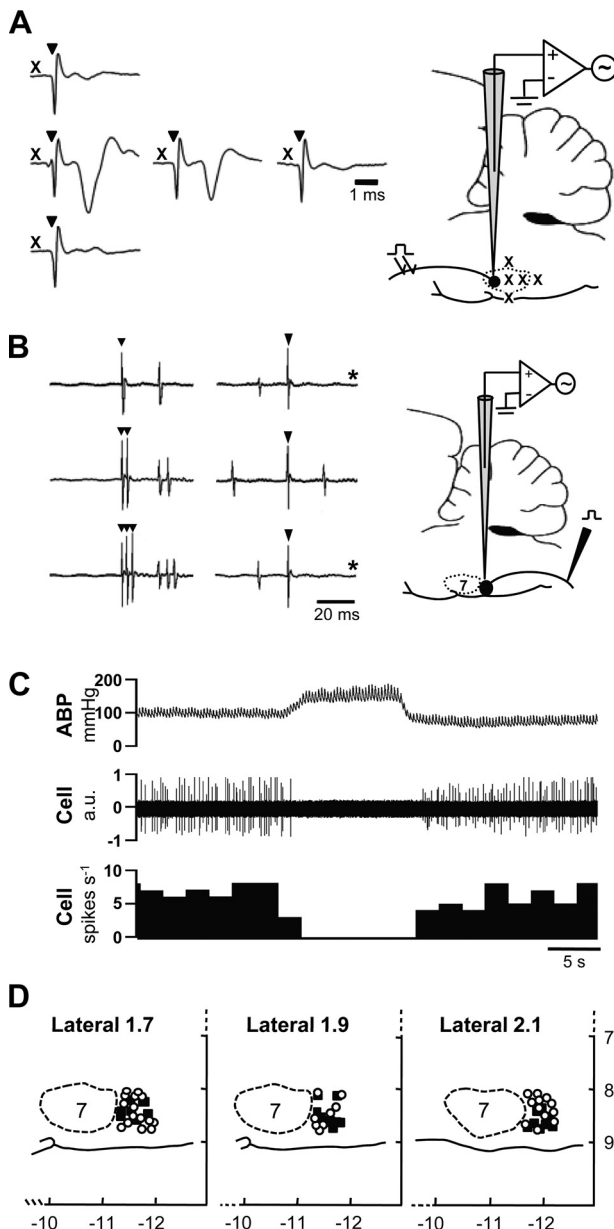 A
X
X X X
1 ms
X
+
-
~
X
X X X
X
B
*
*
20 ms
+
-
~
7
C
ABP
mmHg
200
100
0
Cell
a.u.
1
0
-1
Cell
spikes s⁻¹
10
5
0
5 s
D
Lateral 1.7 Lateral 1.9 Lateral 2.1
7
8
9
7 7 7
-10 -11 -12 -10 -11 -12 -10 -11 -12